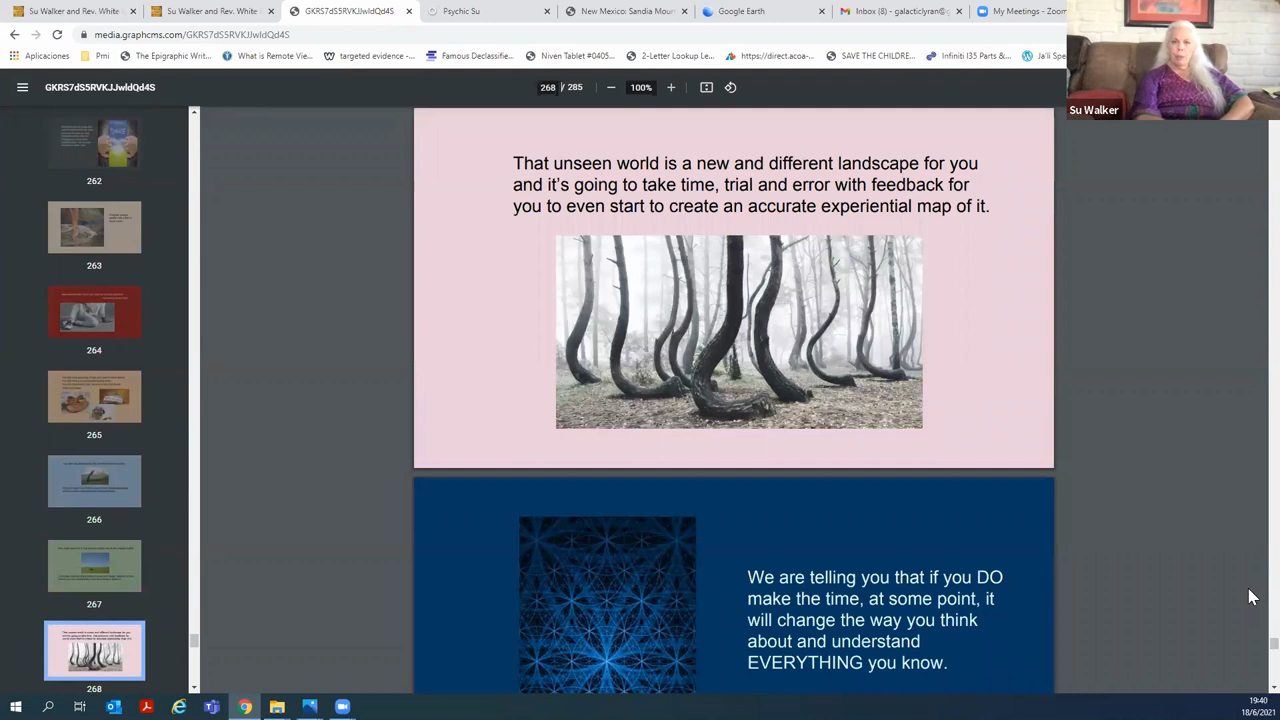 Su Walker and Rev. White
Su Walker and Rev. White
GKRS7dS5RVKJJwldQd4S
Psychic Su
New Mexico: Sandia Moun
Google Earth
Inbox (8) - galacticlyran@
My Meetings - Zoom
media.graphcms.com/GKRS7dS5RVKJJwldQd4S
Aplicaciones
Pmi
The Epigraphic Writ...
What is Remote Vie...
targeted evidence -...
Famous Declassifie...
Niven Tablet #0405...
2-Letter Lookup Le...
https://direct.acoa-...
SAVE THE CHILDRE...
Infiniti I35 Parts &...
GKRS7dS5RVKJJwldQd4S
268 / 285
100%
Su Walker
262
263
264
265
266
267
268
That unseen world is a new and different landscape for you
and it's going to take time, trial and error with feedback for
you to even start to create an accurate experiential map of it.
We are telling you that if you DO
make the time, at some point, it
will change the way you think
about and understand
EVERYTHING you know.
19:40
18/6/2021